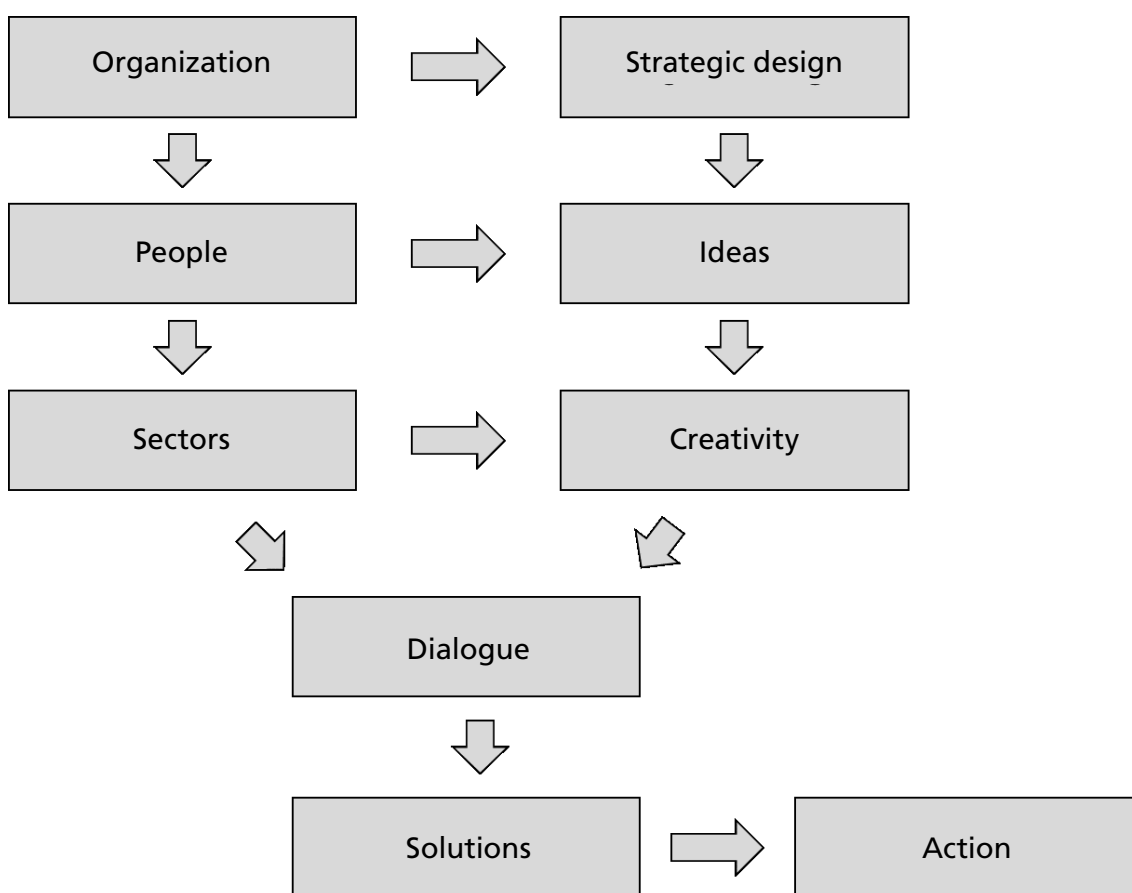 Organization
Strategic design
People
Ideas
Sectors
Creativity
Dialogue
Solutions
Action